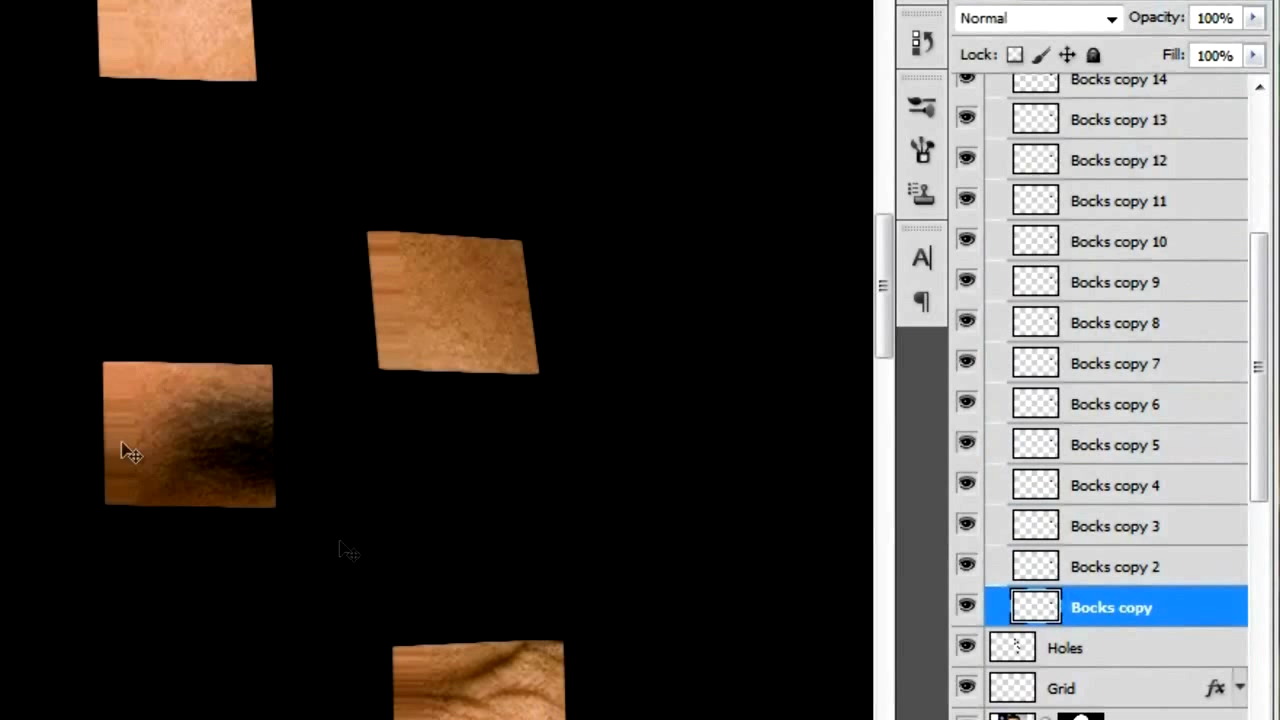 Normal
Opacity: 100%
Lock:
Fill: 100%
Bocks copy 14
Bocks copy 13
Bocks copy 12
Bocks copy 11
Bocks copy 10
Bocks copy 9
Bocks copy 8
Bocks copy 7
Bocks copy 6
Bocks copy 5
Bocks copy 4
Bocks copy 3
Bocks copy 2
Bocks copy
Holes
Grid
fx
A
¶